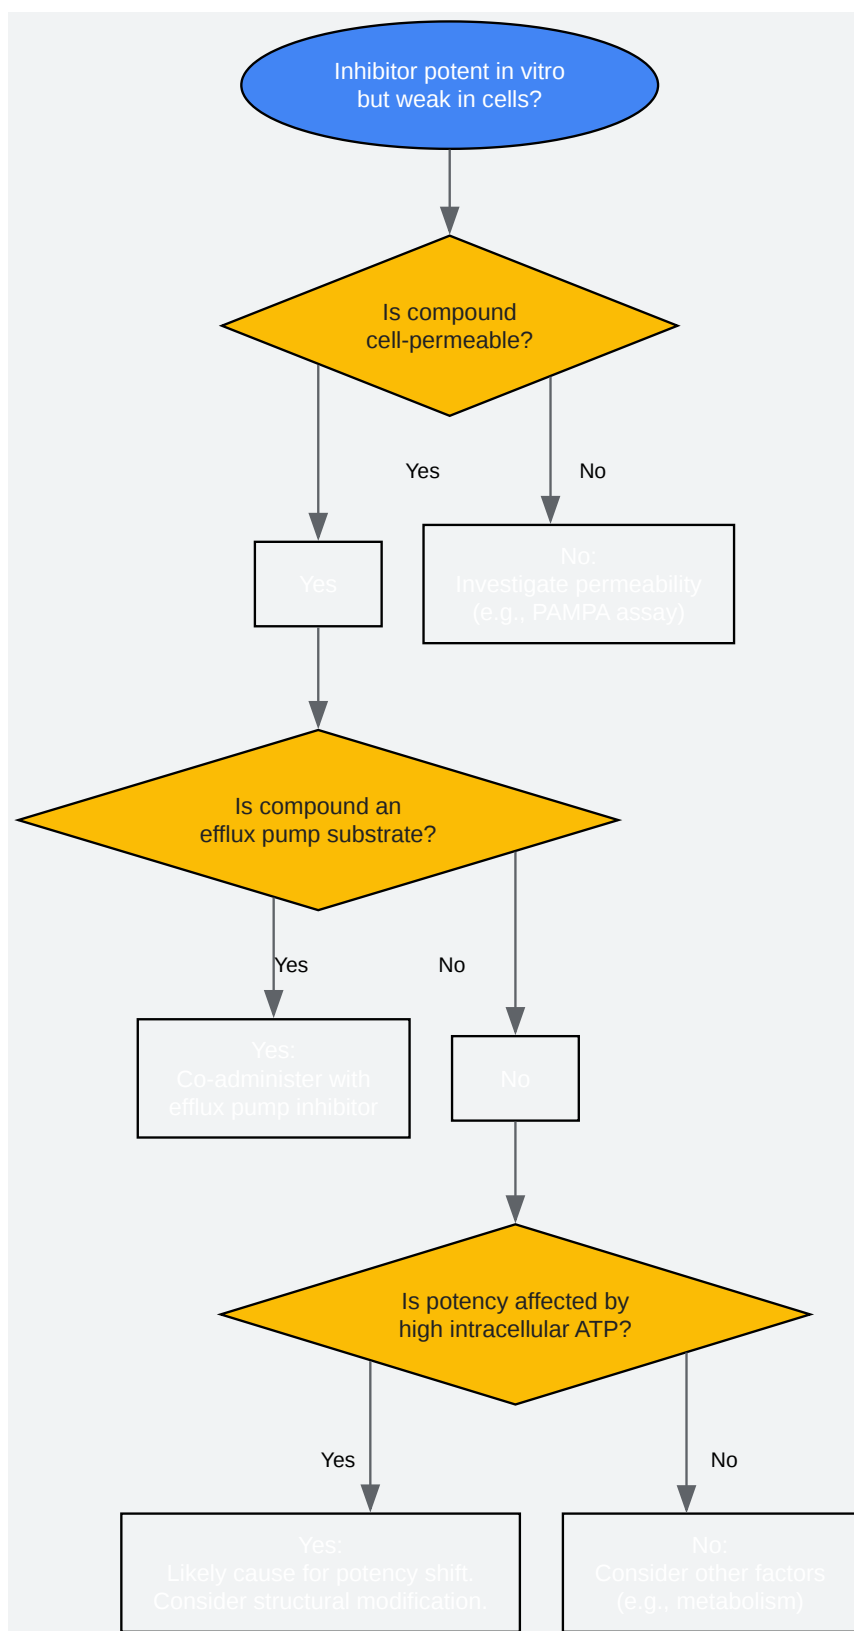 Inhibitor potent in vitro
but weak in cells?
Is compound
cell-permeable?
Yes
No
Yes
No:
Investigate permeability
(e.g., PAMPA assay)
Is compound an
efflux pump substrate?
Yes
No
Yes:
Co-administer with
efflux pump inhibitor
No
Is potency affected by
high intracellular ATP?
Yes
No
Yes:
Likely cause for potency shift.
Consider structural modification.
No:
Consider other factors
(e.g., metabolism)